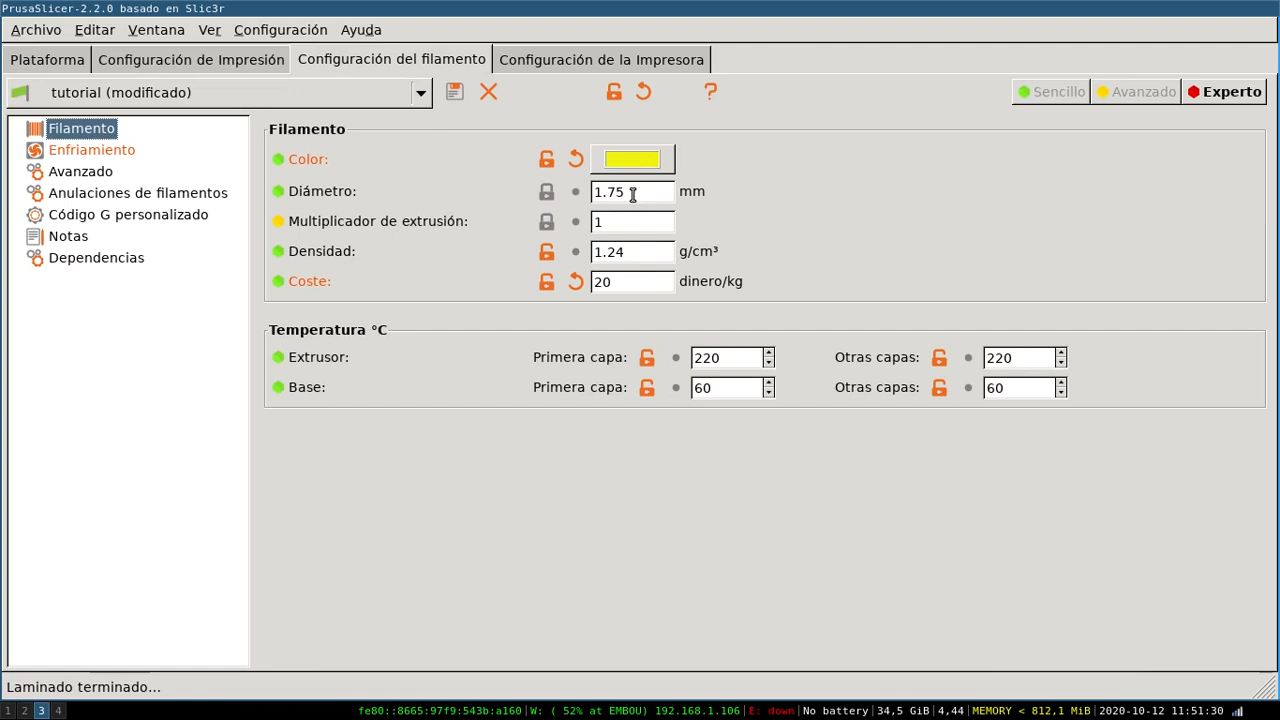 PrusaSlicer-2.2.0 basado en Slic3r
Archivo Editar Ventana Ver Configuración Ayuda
Plataforma Configuración de Impresión Configuración del filamento Configuración de la Impresora
tutorial (modificado) ? Sencillo Avanzado Experto
Filamento
Enfriamiento
Avanzado
Anulaciones de filamentos
Código G personalizado
Notas
Dependencias
Filamento
Color:
Diámetro: 1.75 mm
Multiplicador de extrusión: 1
Densidad: 1.24 g/cm³
Coste: 20 dinero/kg
Temperatura °C
Extrusor: Primera capa: 220 Otras capas: 220
Base: Primera capa: 60 Otras capas: 60
Laminado terminado...
1 2 3 4 fe80::8665:97f9:543b:a160|W: ( 52% at EMBOU) 192.168.1.106|E: down|No battery|34,5 GiB|4,44|MEMORY < 812,1 MiB|2020-10-12 11:51:30